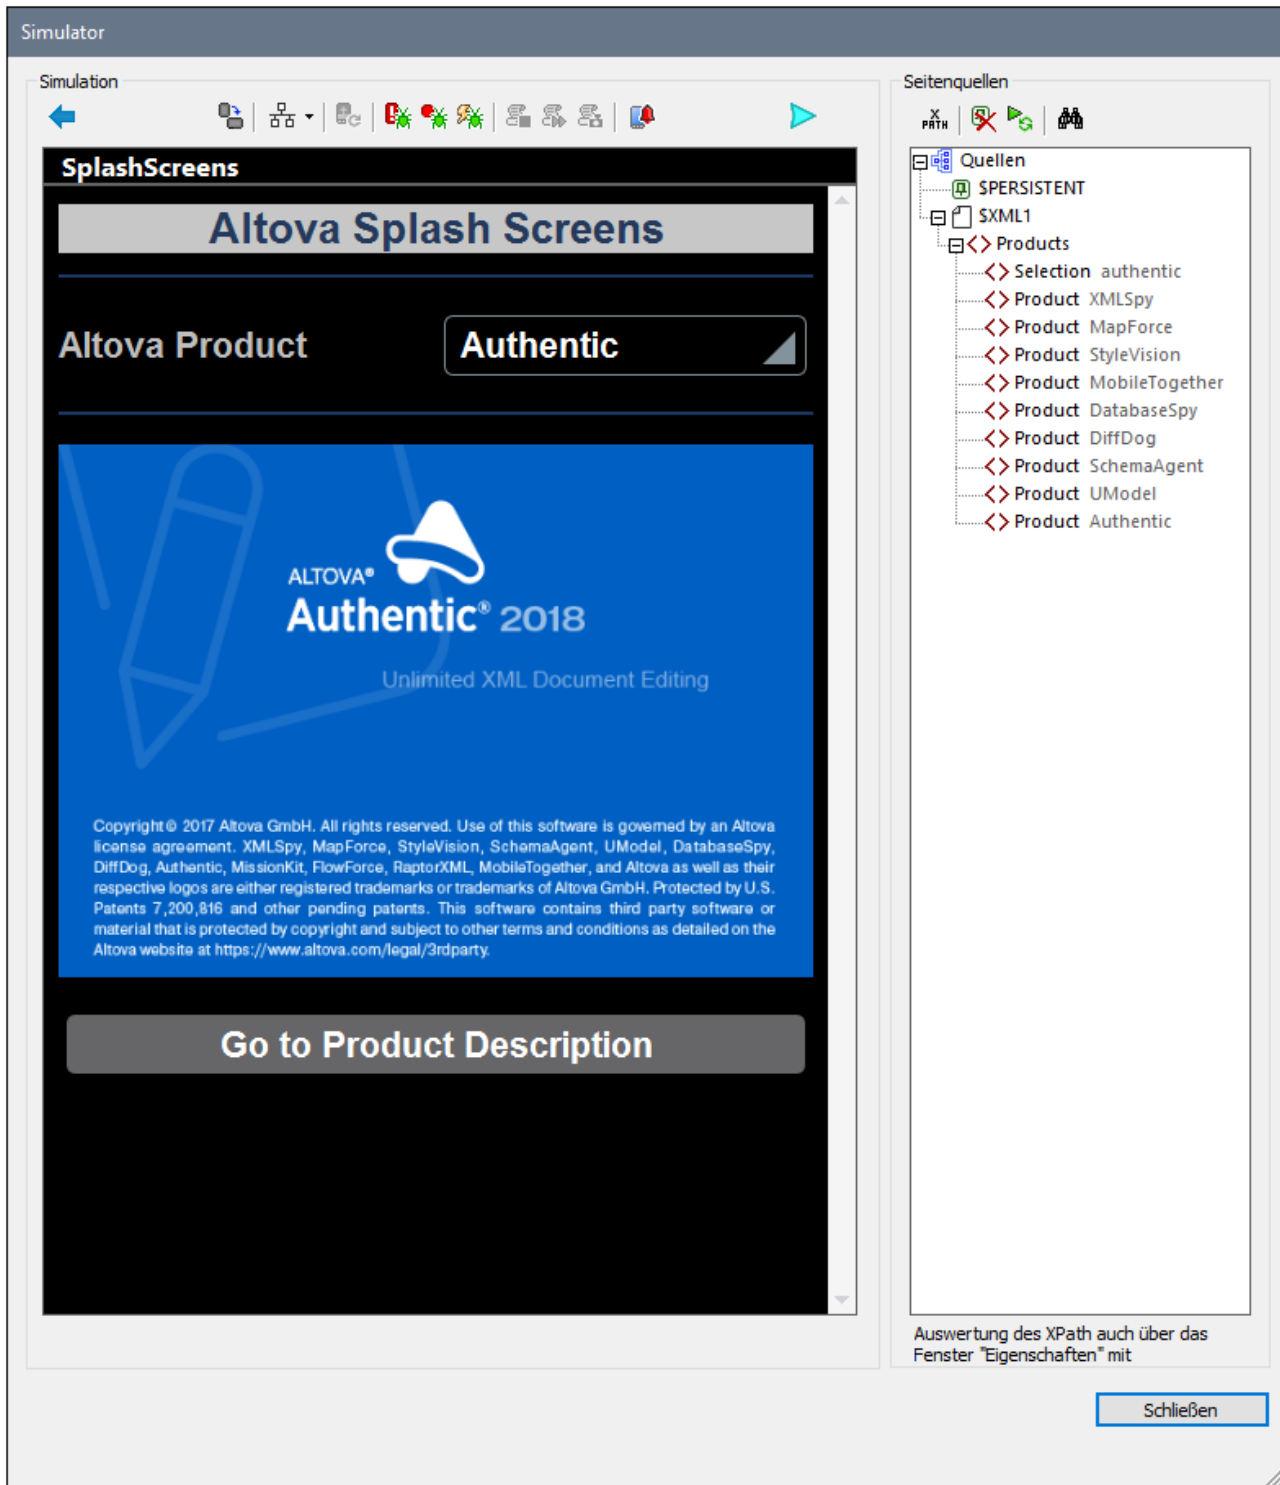 Simulator
Simulation
SplashScreens
Altova Splash Screens
Altova Product
Authentic
ALTOVA®
Authentic® 2018
Unlimited XML Document Editing
Copyright © 2017 Altova GmbH. All rights reserved. Use of this software is governed by an Altova
license agreement. XMLSpy, MapForce, StyleVision, SchemaAgent, UModel, DatabaseSpy,
DiffDog, Authentic, MissionKit, FlowForce, RaptorXML, MobileTogether, and Altova as well as their
respective logos are either registered trademarks or trademarks of Altova GmbH. Protected by U.S.
Patents 7,200,816 and other pending patents. This software contains third party software or
material that is protected by copyright and subject to other terms and conditions as detailed on the
Altova website at https://www.altova.com/legal/3rdparty.
Go to Product Description
Seitenquellen
X
PATH
Quellen
$PERSISTENT
$XML1
Products
Selection authentic
Product XMLSpy
Product MapForce
Product StyleVision
Product MobileTogether
Product DatabaseSpy
Product DiffDog
Product SchemaAgent
Product UModel
Product Authentic
Auswertung des XPath auch über das
Fenster "Eigenschaften" mit
Schließen